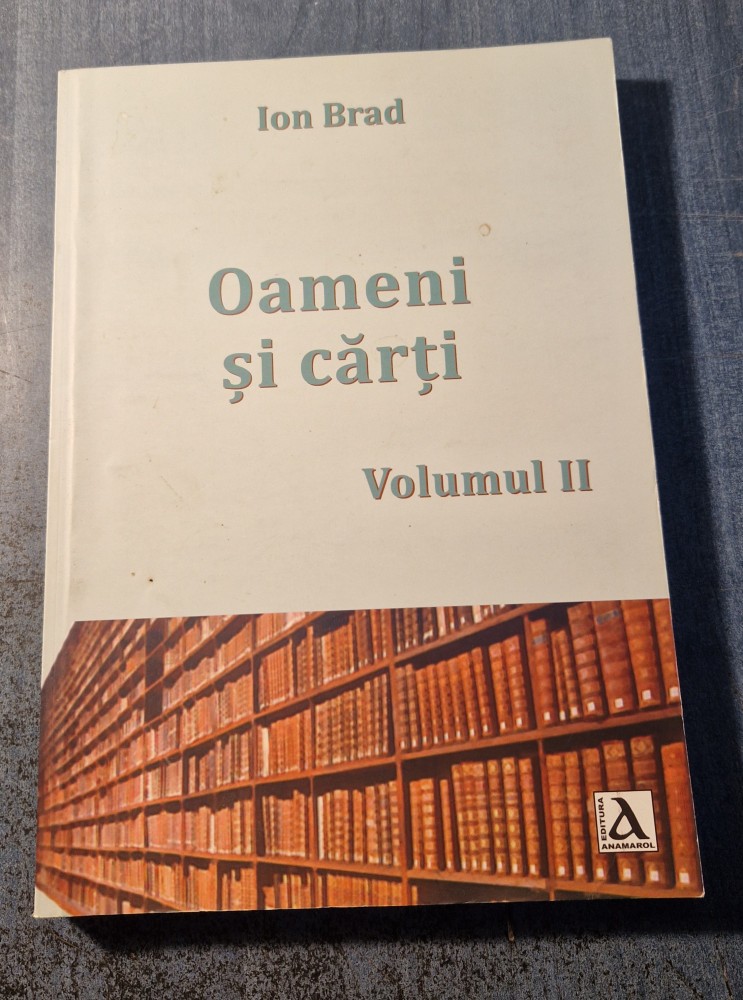 Ion Brad
Oameni
și cărți
Volumul II
EDITURA
ANAMAROL